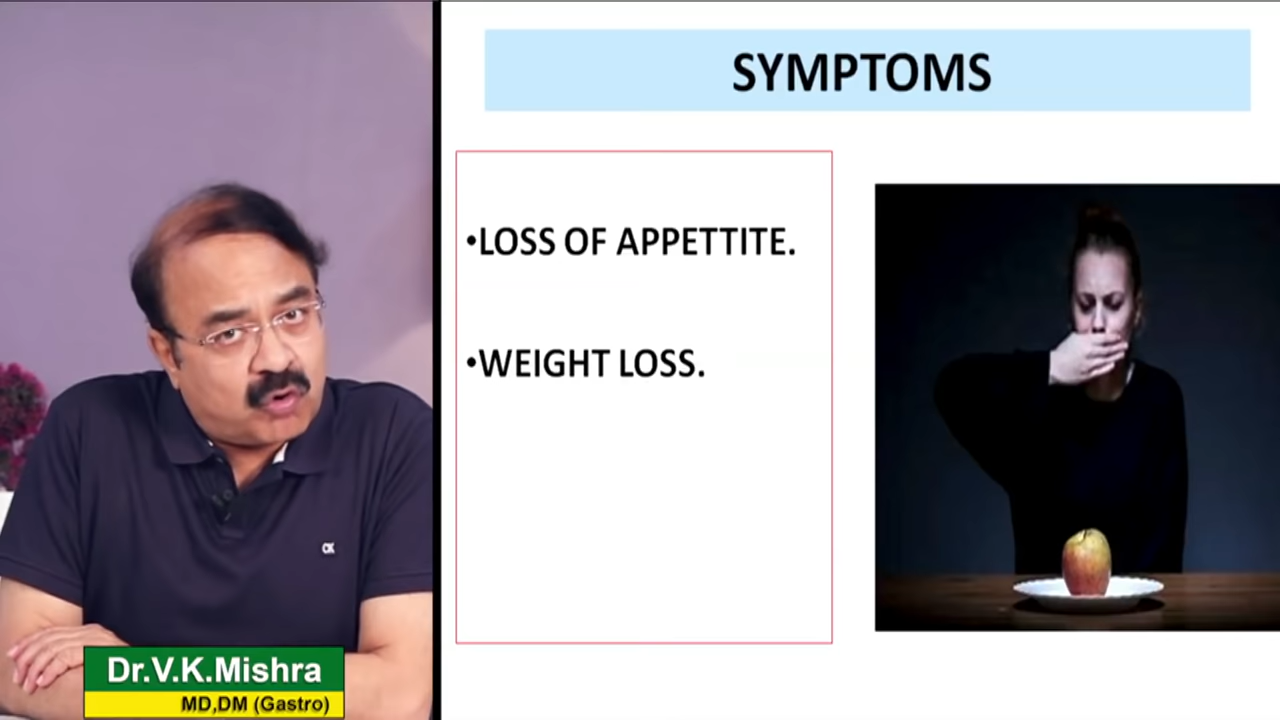 SYMPTOMS
•LOSS OF APPETTITE.
•WEIGHT LOSS.
CK
Dr.V.K.Mishra
MD,DM (Gastro)